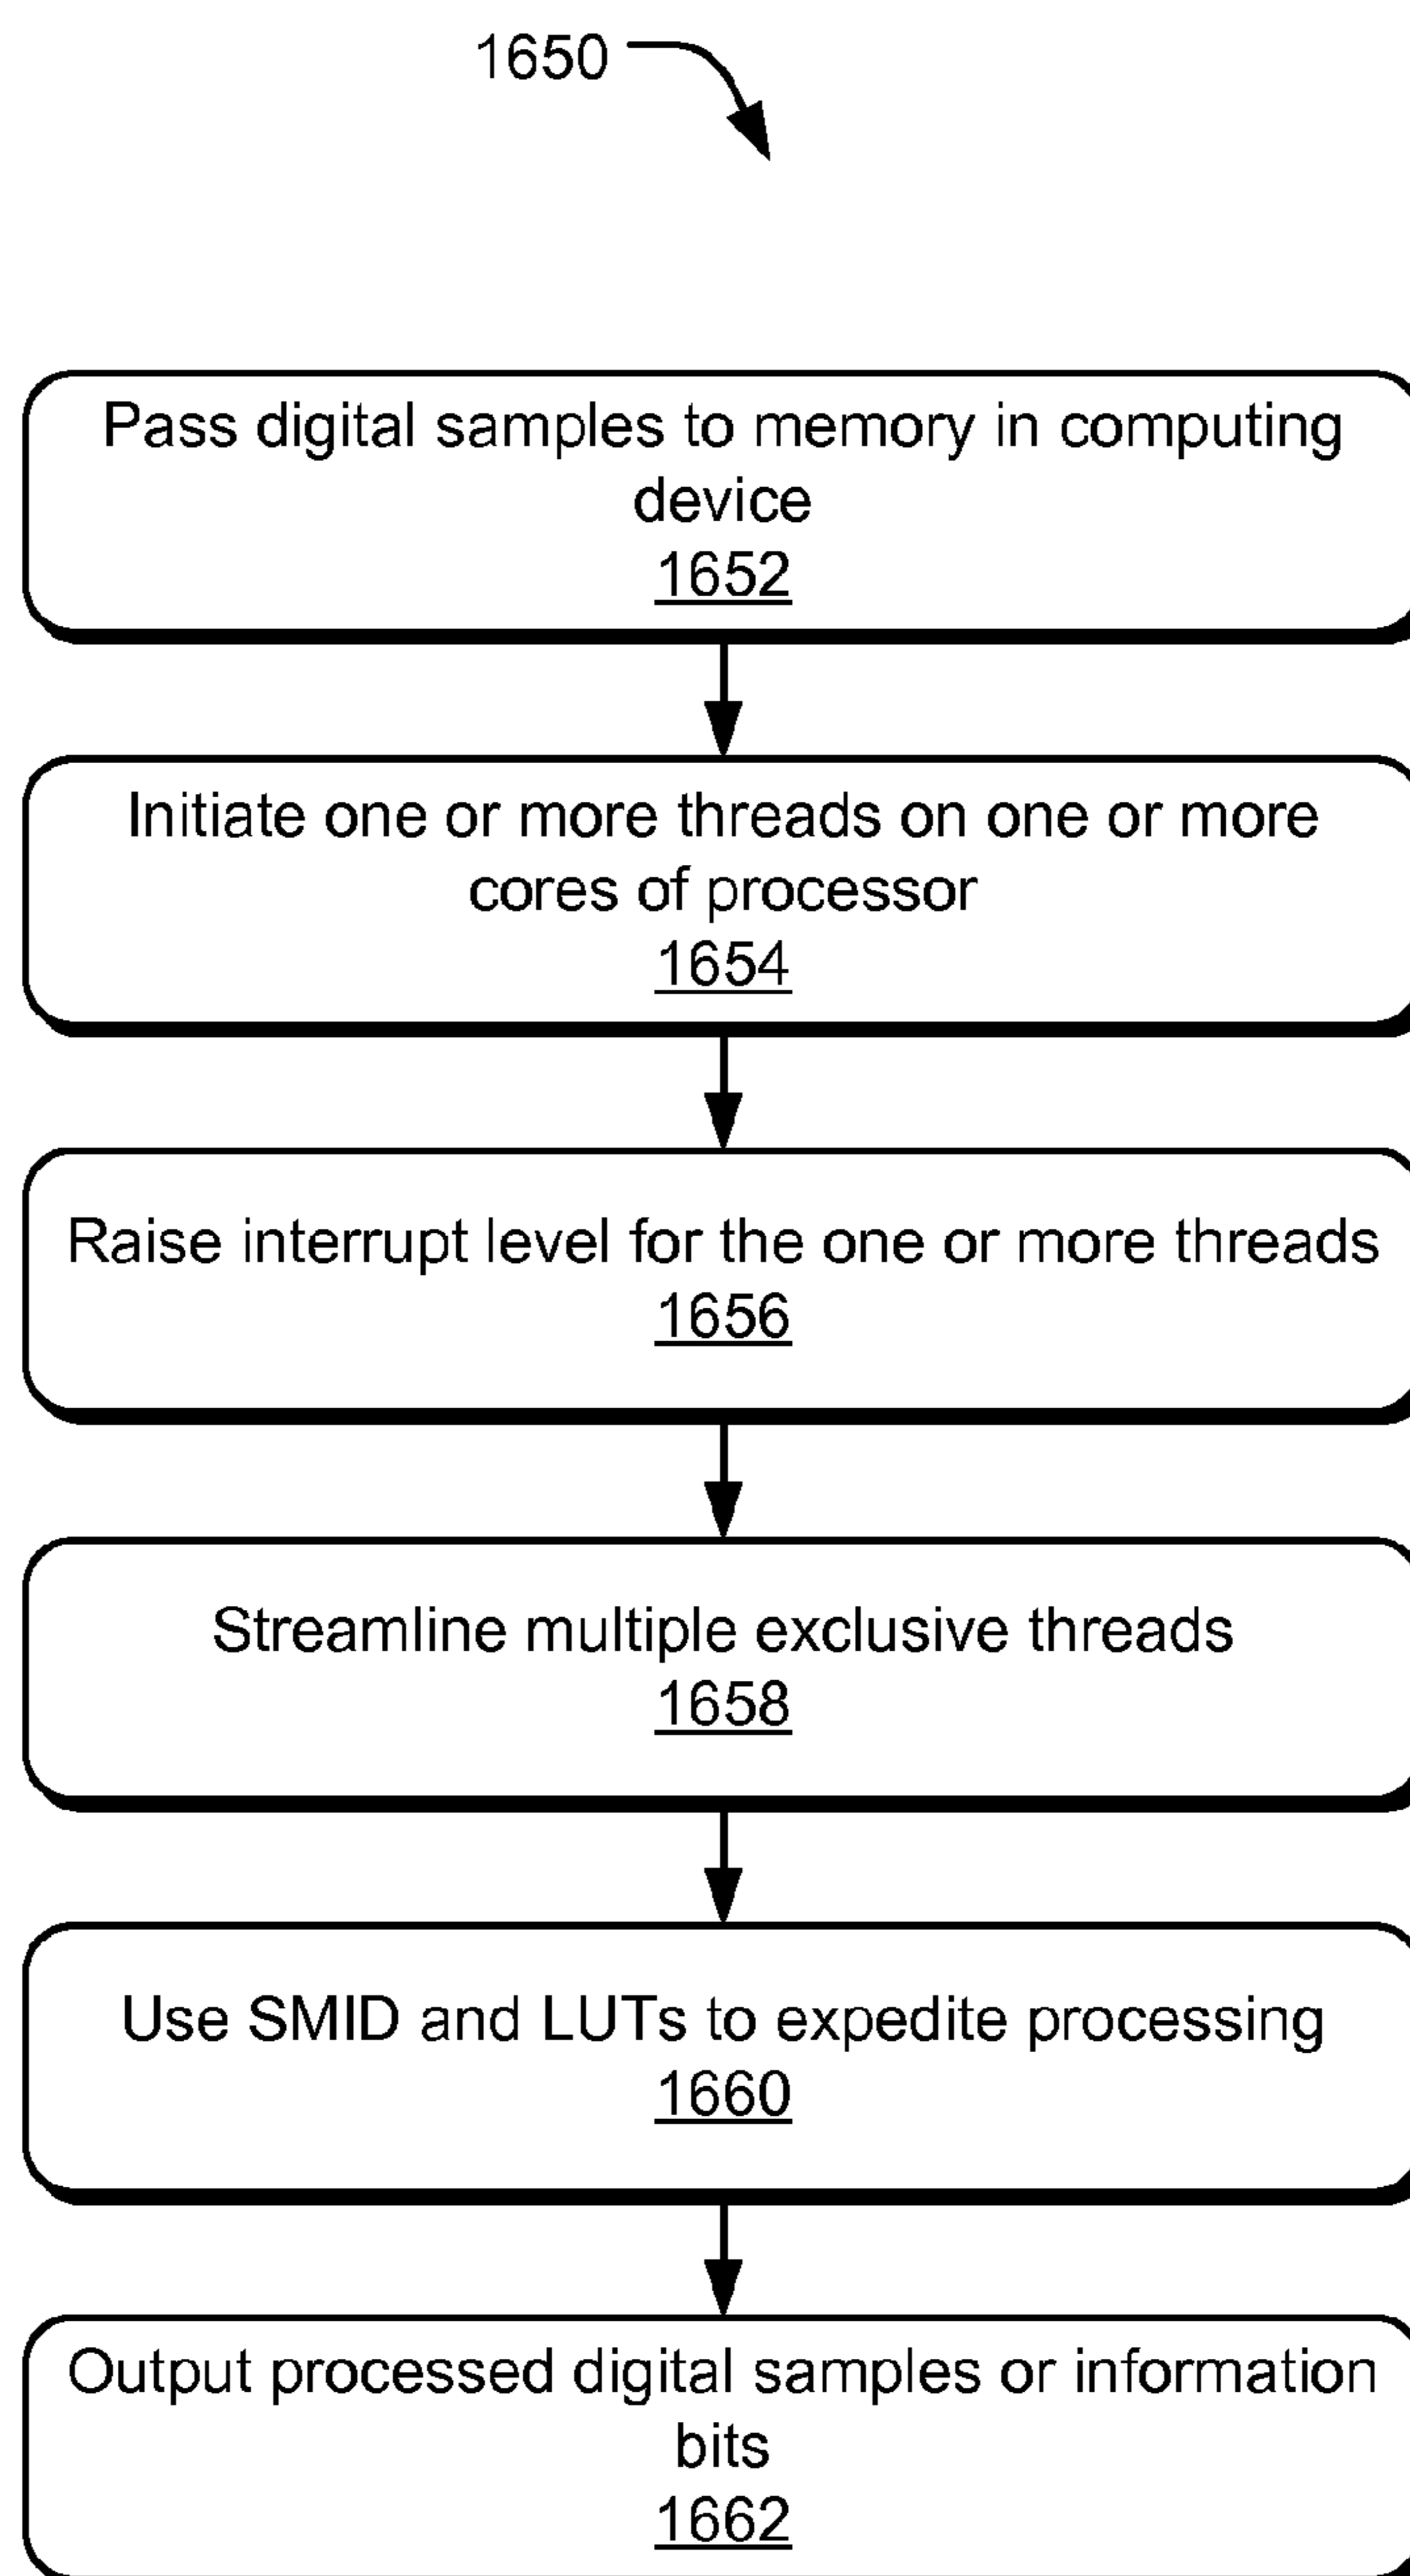 1650
Pass digital samples to memory in computing
device
1652
Initiate one or more threads on one or more
cores of processor
1654
Raise interrupt level for the one or more threads
1656
Streamline multiple exclusive threads
1658
Use SMID and LUTs to expedite processing
1660
Output processed digital samples or information
bits
1662